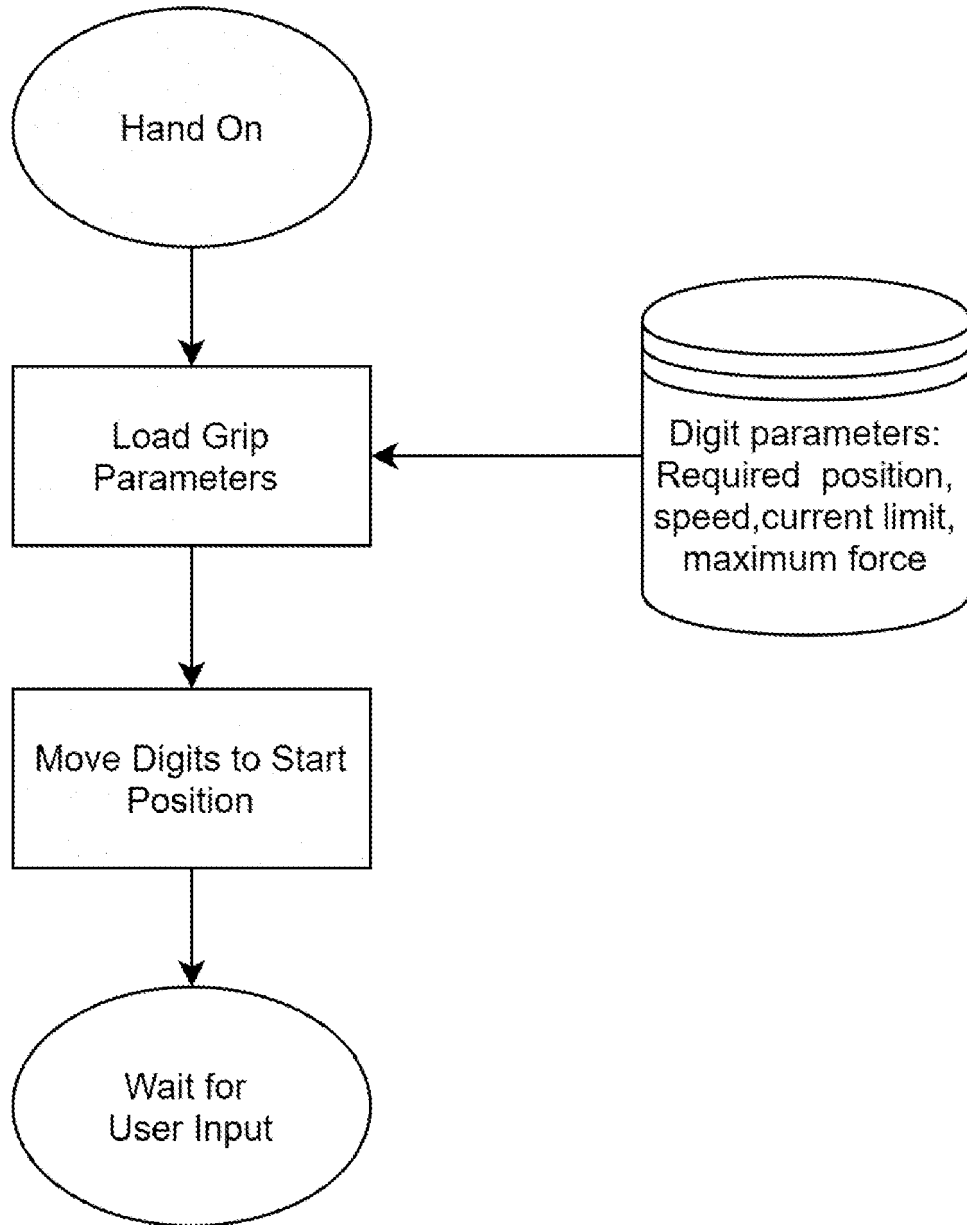 Hand On
Load Grip
Parameters
Digit parameters:
Required  position,
speed,current limit,
maximum force
Move Digits to Start
Position
Wait for
User Input